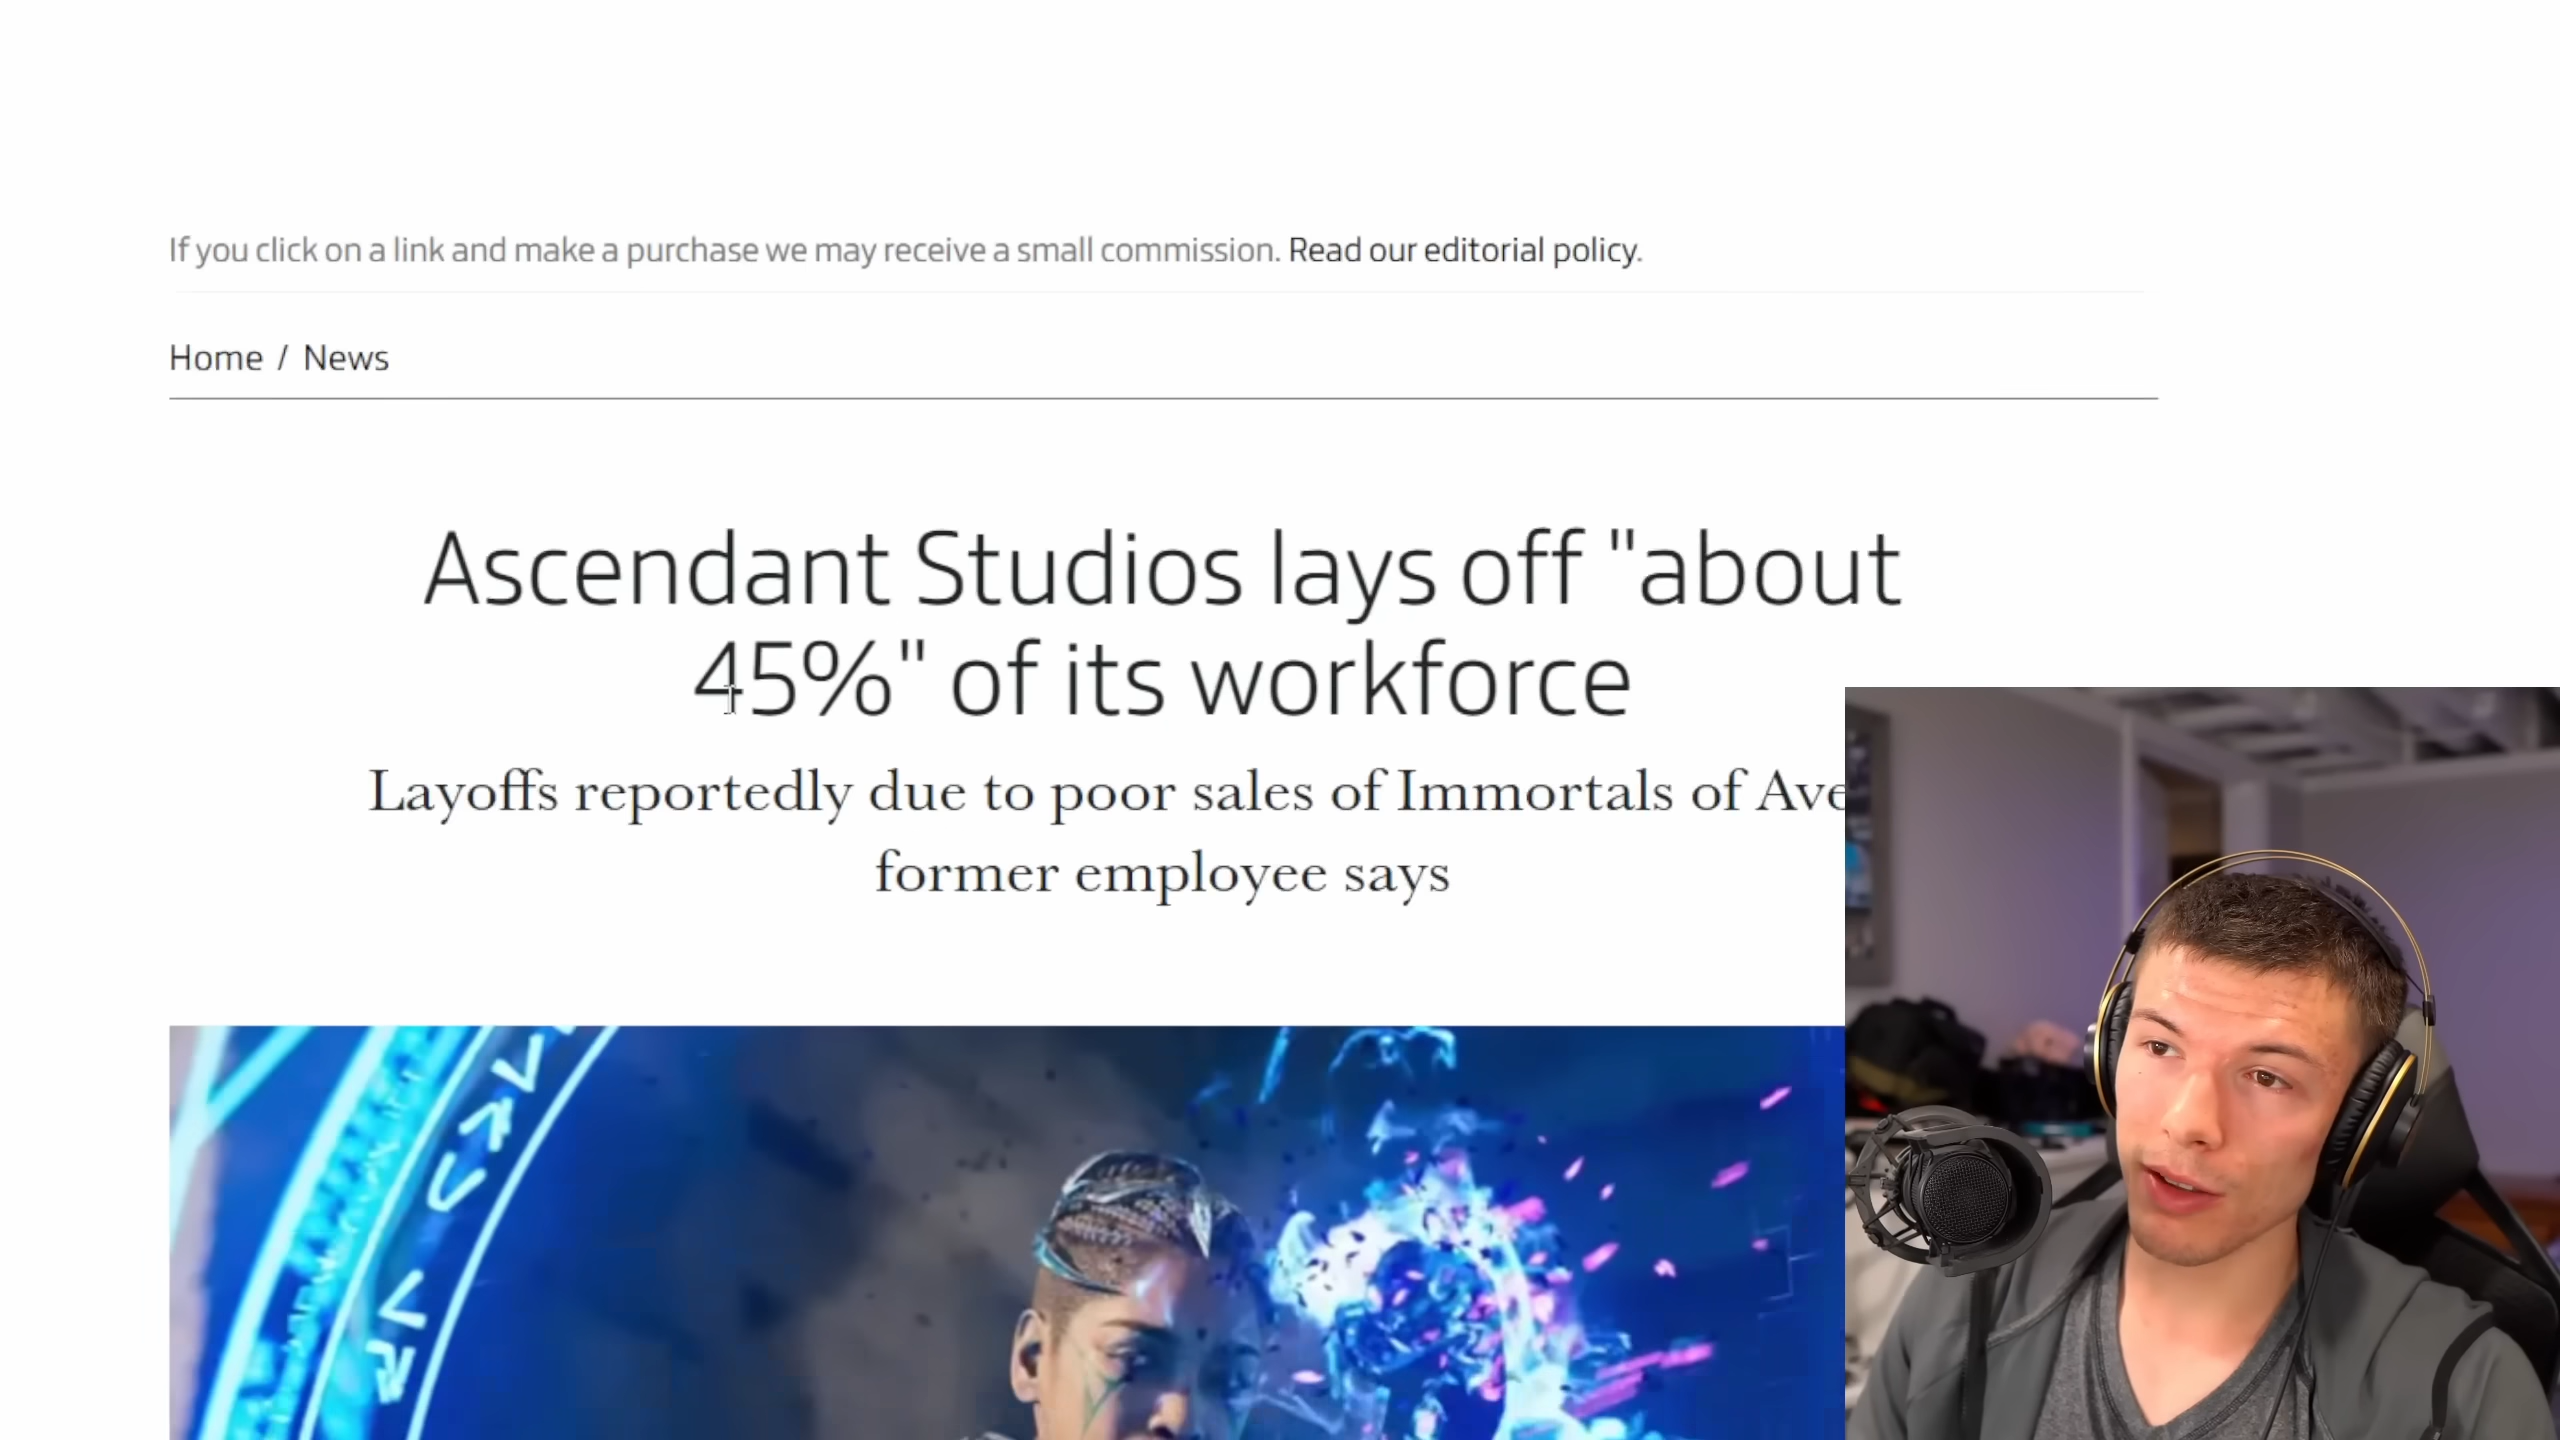 If you click on a link and make a purchase we may receive a small commission. Read our editorial policy.
Home / News
Ascendant Studios lays off "about
45%" of its workforce
Layoffs reportedly due to poor sales of Immortals of Ave
former employee says